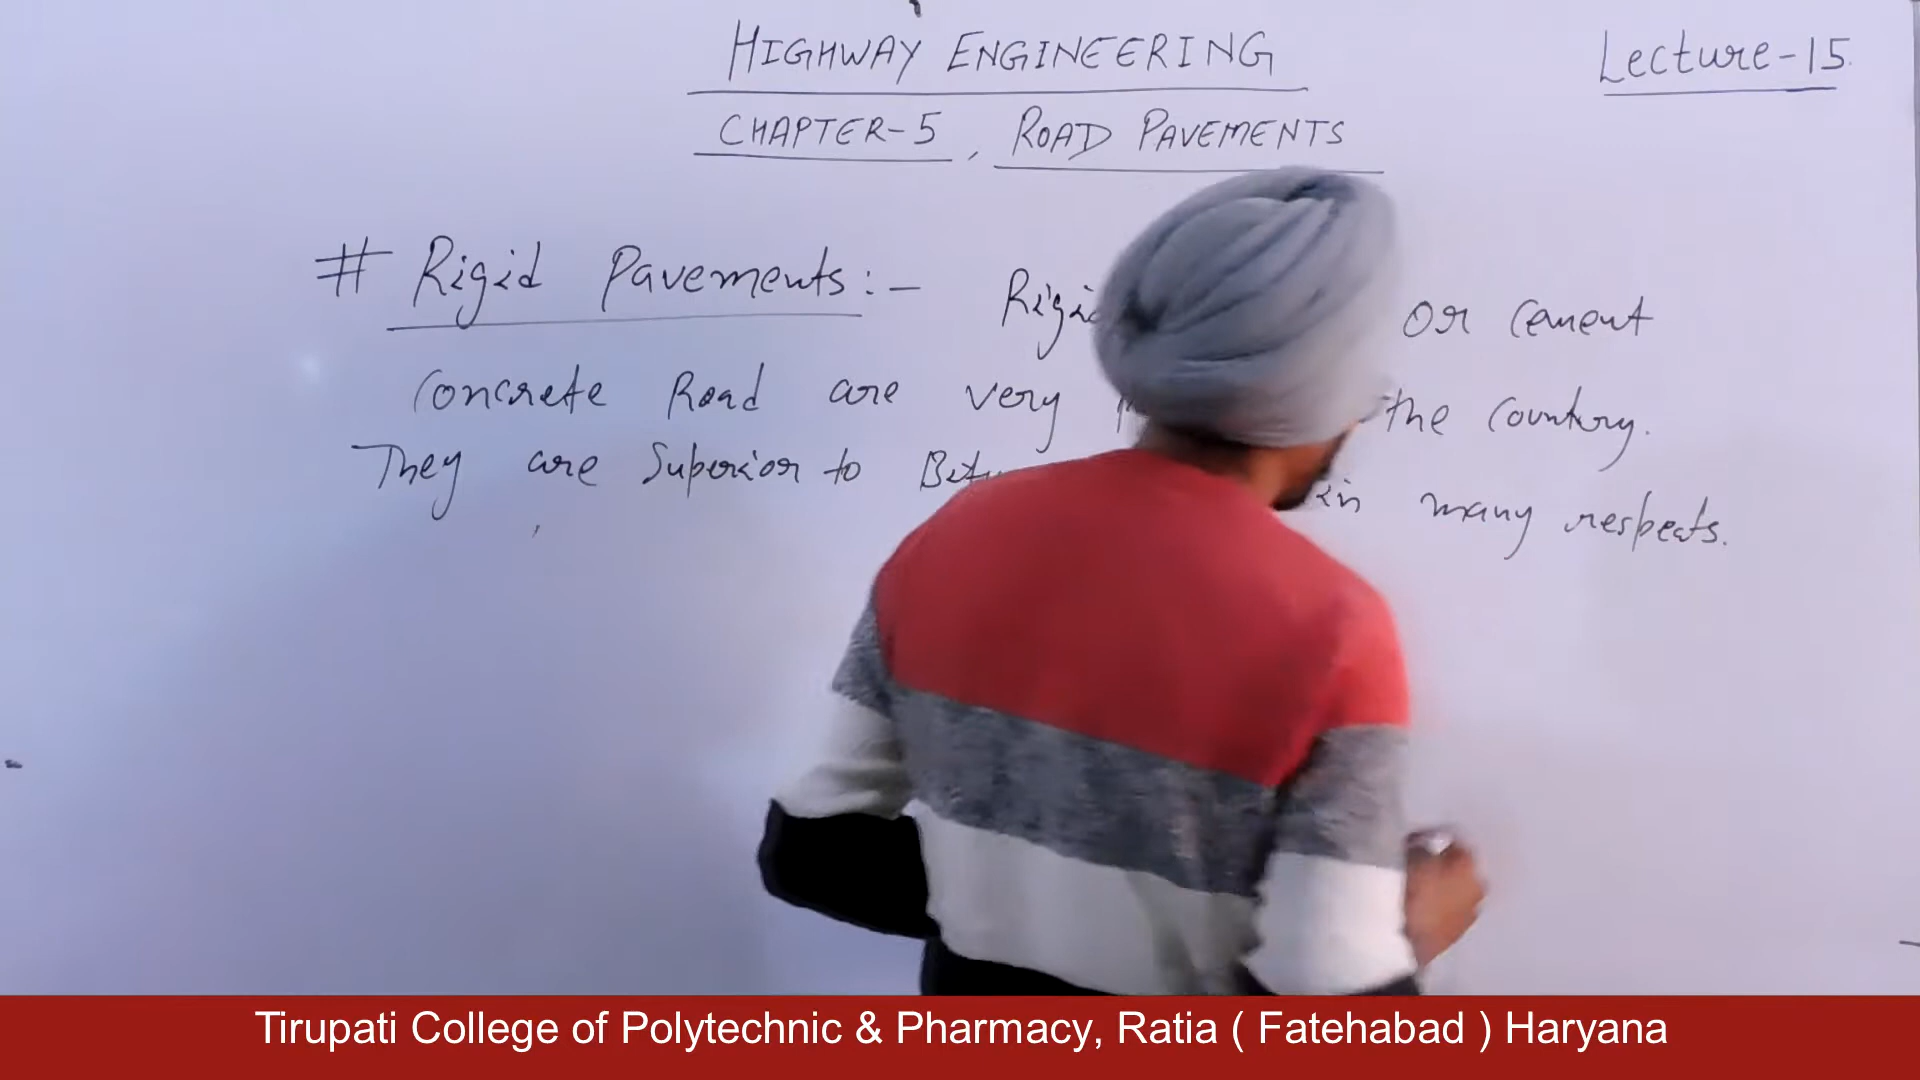 HIGHWAY ENGINEERING
Lecture-15.
CHAPTER-5, ROAD PAVEMENTS
# Rigid Pavements:- or cement
concrete Road are very the country.
They are superior to in many respects.
Tirupati College of Polytechnic & Pharmacy, Ratia ( Fatehabad ) Haryana